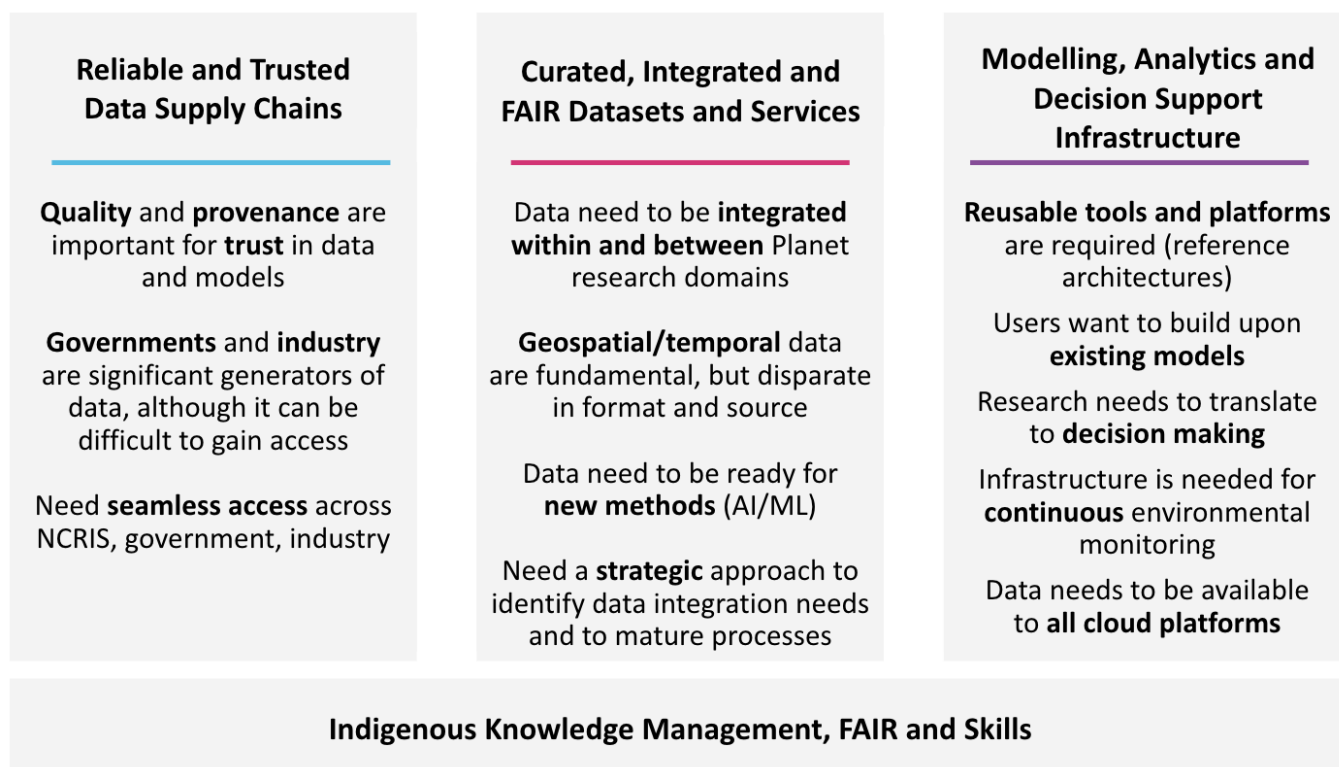 Reliable and Trusted
Data Supply Chains
Quality and provenance are
important for trust in data
and models
Governments and industry
are significant generators of
data, although it can be
difficult to gain access
Need seamless access across
NCRIS, government, industry
Curated, Integrated and
FAIR Datasets and Services
Data need to be integrated
within and between Planet
research domains
Geospatial/temporal data
are fundamental, but disparate
in format and source
Data need to be ready for
new methods (AI/ML)
Need a strategic approach to
identify data integration needs
and to mature processes
Modelling, Analytics and
Decision Support
Infrastructure
Reusable tools and platforms
are required (reference
architectures)
Users want to build upon
existing models
Research needs to translate
to decision making
Infrastructure is needed for
continuous environmental
monitoring
Data needs to be available
to all cloud platforms
Indigenous Knowledge Management, FAIR and Skills